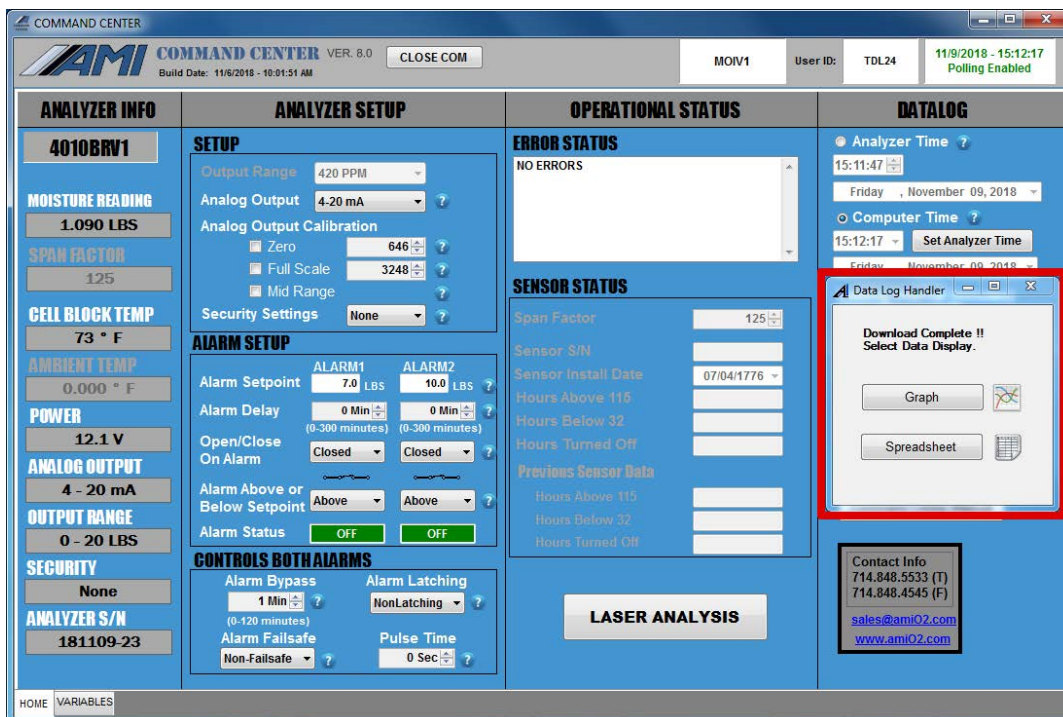 COMMAND CENTER
AMI
COMMAND CENTER VER. 8.0
Build Date: 11/6/2018 - 10:01:51 AM
CLOSE COM
MOIV1
User ID:
TDL24
11/9/2018 - 15:12:17
Polling Enabled
ANALYZER INFO
4010BRV1
MOISTURE READING
1.090 LBS
SPAN FACTOR
125
CELL BLOCK TEMP
73 ° F
AMBIENT TEMP
0.000 ° F
POWER
12.1 V
ANALOG OUTPUT
4 - 20 mA
OUTPUT RANGE
0 - 20 LBS
SECURITY
None
ANALYZER S/N
181109-23
ANALYZER SETUP
SETUP
Output Range 420 PPM
Analog Output 4-20 mA ?
Analog Output Calibration
Zero 646 ?
Full Scale 3248 ?
Mid Range ?
Security Settings None ?
ALARM SETUP
ALARM1 ALARM2
Alarm Setpoint 7.0 LBS 10.0 LBS ?
Alarm Delay 0 Min 0 Min ?
(0-300 minutes) (0-300 minutes)
Open/Close
On Alarm Closed Closed ?
Alarm Above or
Below Setpoint Above Above ?
Alarm Status OFF OFF
CONTROLS BOTH ALARMS
Alarm Bypass Alarm Latching
1 Min ? NonLatching ?
(0-120 minutes)
Alarm Failsafe Pulse Time
Non-Failsafe ? 0 Sec ?
OPERATIONAL STATUS
ERROR STATUS
NO ERRORS
SENSOR STATUS
Span Factor 125
Sensor S/N
Sensor Install Date 07/04/1776
Hours Above 115
Hours Below 32
Hours Turned Off
Previous Sensor Data
Hours Above 115
Hours Below 32
Hours Turned Off
LASER ANALYSIS
DATALOG
Analyzer Time ?
15:11:47
Friday , November 09, 2018
Computer Time ?
15:12:17 Set Analyzer Time
Friday November 09, 2018
Data Log Handler
Download Complete !!
Select Data Display.
Graph
Spreadsheet
Contact Info
714.848.5533 (T)
714.848.4545 (F)
sales@amiO2.com
www.amiO2.com
HOME VARIABLES